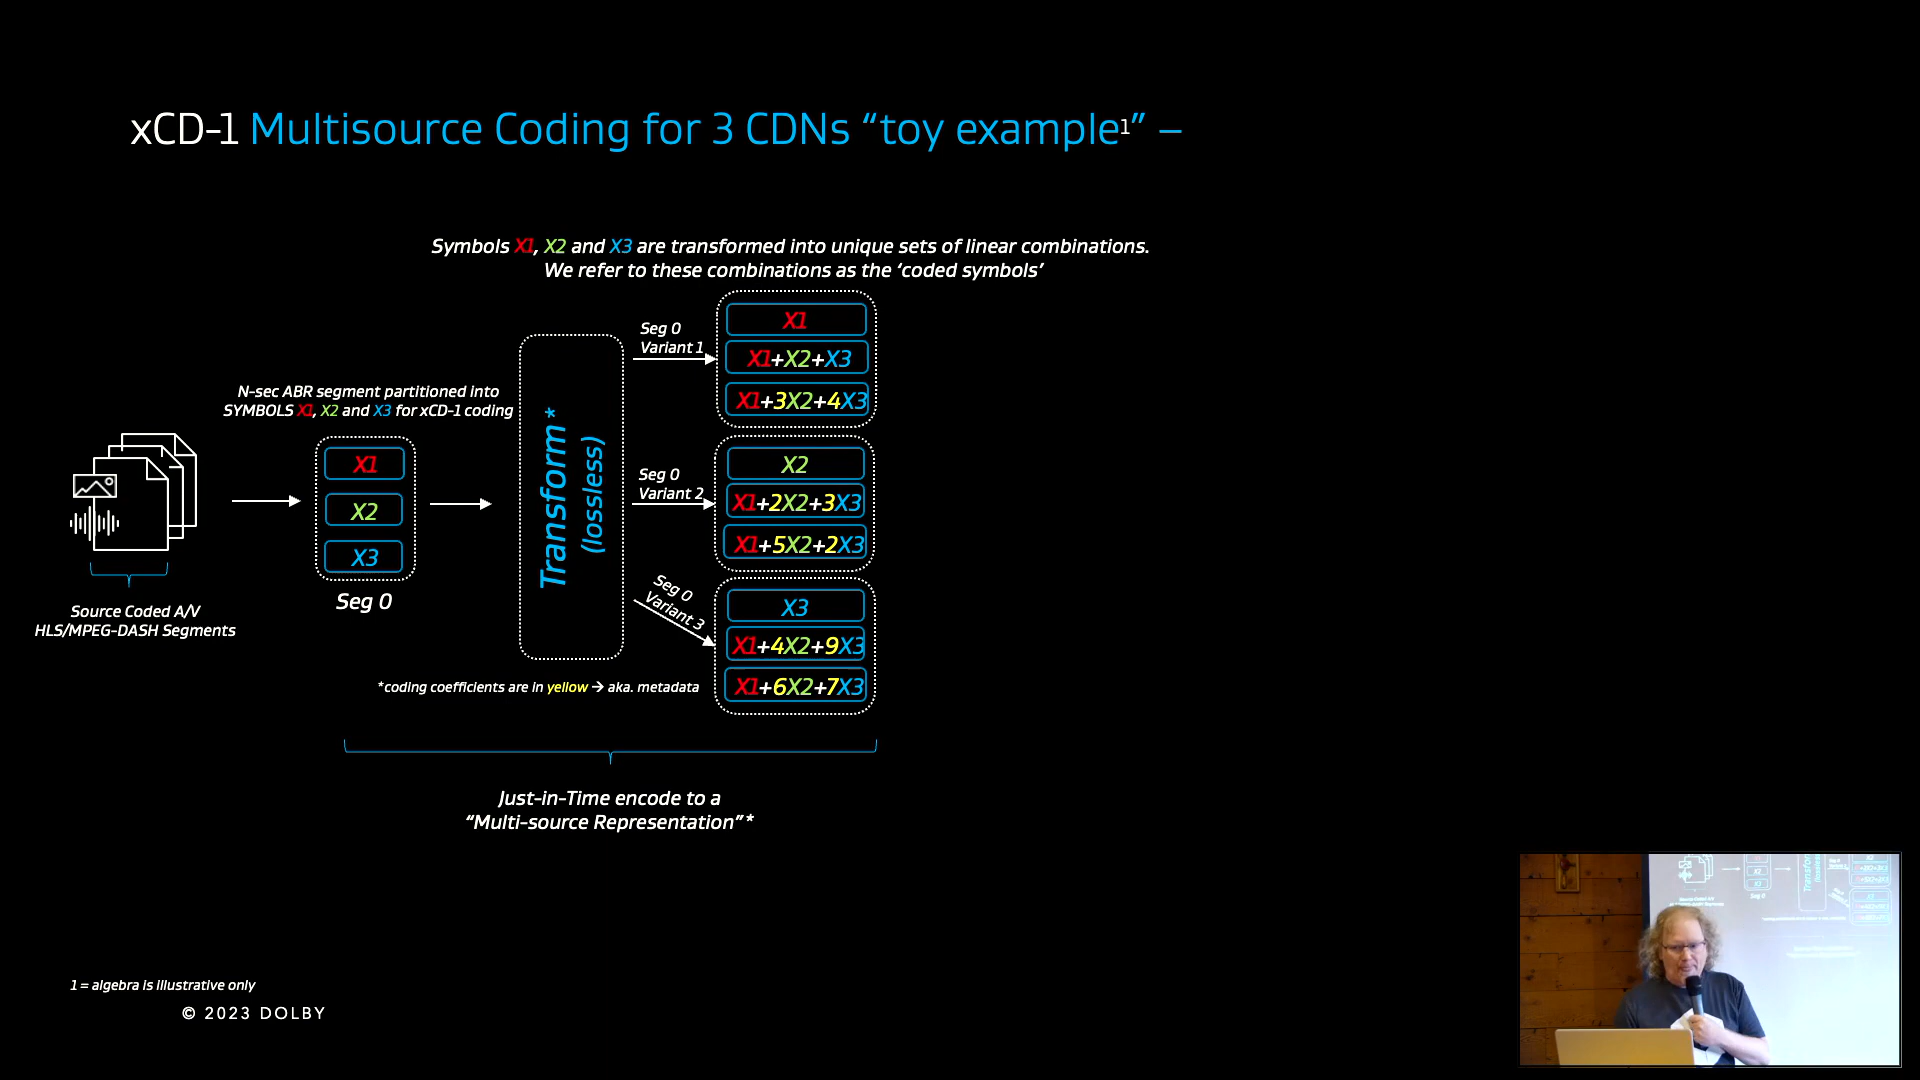 xCD-1 Multisource Coding for 3 CDNs “toy example1” –
Symbols X1, X2 and X3 are transformed into unique sets of linear combinations.
We refer to these combinations as the ‘coded symbols’
N-sec ABR segment partitioned into
SYMBOLS X1, X2 and X3 for xCD-1 coding
Source Coded A/V
HLS/MPEG-DASH Segments
X1
X2
X3
Seg 0
Transform*
(lossless)
Seg 0
Variant 1
X1
X1+X2+X3
X1+3X2+4X3
Seg 0
Variant 2
X2
X1+2X2+3X3
X1+5X2+2X3
Seg 0
Variant 3
X3
X1+4X2+9X3
X1+6X2+7X3
*coding coefficients are in yellow → aka. metadata
Just-in-Time encode to a
“Multi-source Representation”*
1 = algebra is illustrative only
© 2023 DOLBY